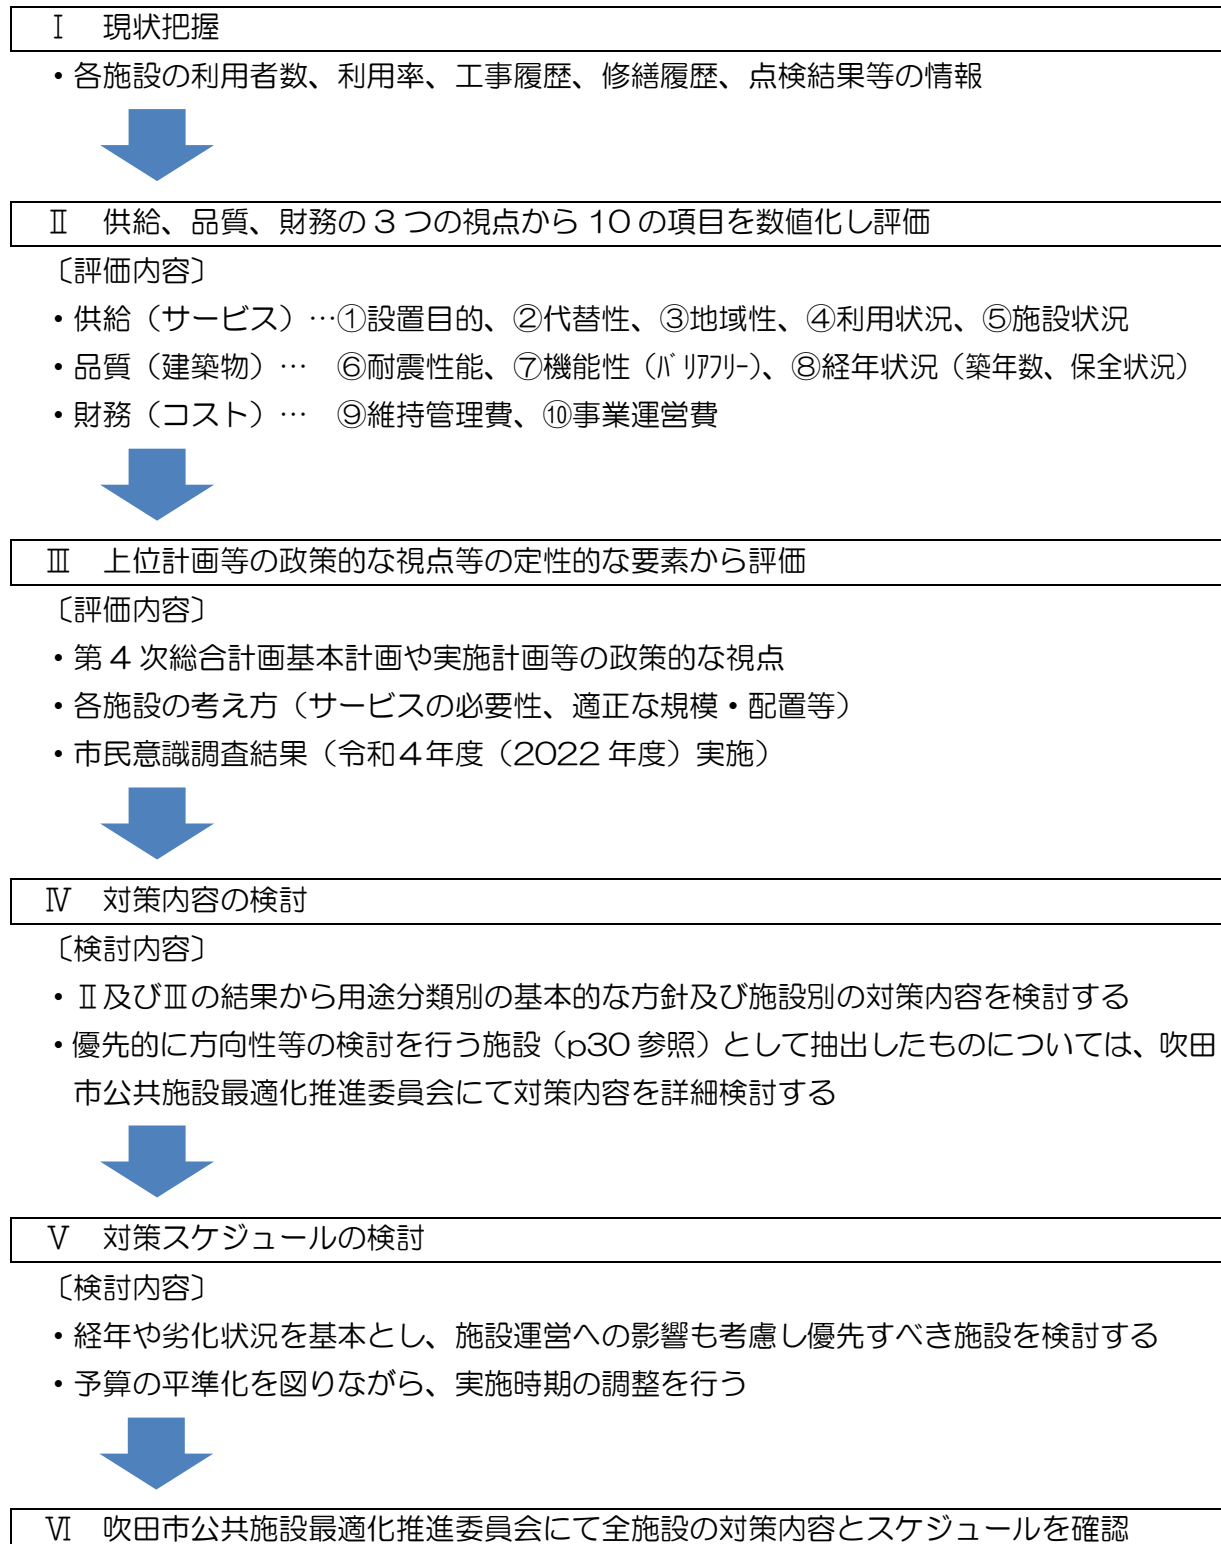 Ⅰ 現状把握
・各施設の利用者数、利用率、工事履歴、修繕履歴、点検結果等の情報
Ⅱ 供給、品質、財務の3つの視点から10の項目を数値化し評価
〔評価内容〕
・供給（サービス）…①設置目的、②代替性、③地域性、④利用状況、⑤施設状況
・品質（建築物）… ⑥耐震性能、⑦機能性（ﾊﾞﾘｱﾌﾘｰ）、⑧経年状況（築年数、保全状況）
・財務（コスト）… ⑨維持管理費、⑩事業運営費
Ⅲ 上位計画等の政策的な視点等の定性的な要素から評価
〔評価内容〕
・第4次総合計画基本計画や実施計画等の政策的な視点
・各施設の考え方（サービスの必要性、適正な規模・配置等）
・市民意識調査結果（令和４年度（2022年度）実施）
Ⅳ 対策内容の検討
〔検討内容〕
・Ⅱ及びⅢの結果から用途分類別の基本的な方針及び施設別の対策内容を検討する
・優先的に方向性等の検討を行う施設（p30参照）として抽出したものについては、吹田
市公共施設最適化推進委員会にて対策内容を詳細検討する
Ⅴ 対策スケジュールの検討
〔検討内容〕
・経年や劣化状況を基本とし、施設運営への影響も考慮し優先すべき施設を検討する
・予算の平準化を図りながら、実施時期の調整を行う
Ⅵ 吹田市公共施設最適化推進委員会にて全施設の対策内容とスケジュールを確認